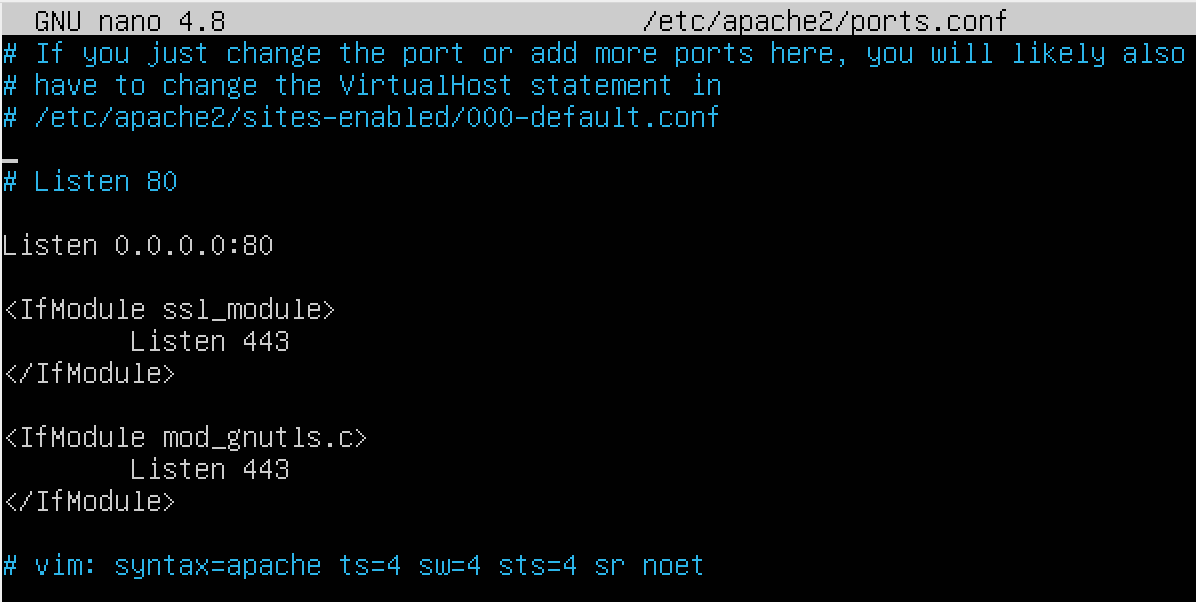 GNU nano 4.8 /etc/apache2/ports.conf
# If you just change the port or add more ports here, you will likely also
# have to change the VirtualHost statement in
# /etc/apache2/sites-enabled/000-default.conf
# Listen 80
Listen 0.0.0.0:80
<IfModule ssl_module>
        Listen 443
</IfModule>
<IfModule mod_gnutls.c>
        Listen 443
</IfModule>
# vim: syntax=apache ts=4 sw=4 sts=4 sr noet